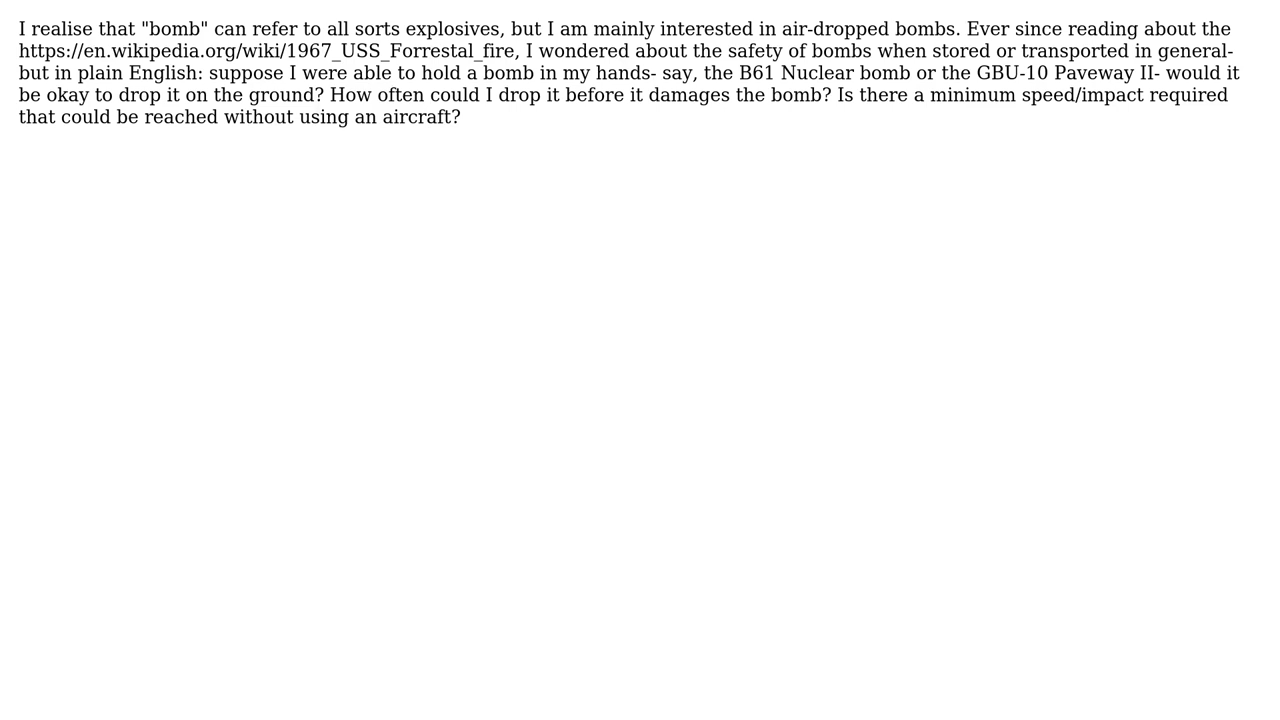 I realise that "bomb" can refer to all sorts explosives, but I am mainly interested in air-dropped bombs. Ever since reading about the
https://en.wikipedia.org/wiki/1967_USS_Forrestal_fire, I wondered about the safety of bombs when stored or transported in general-
but in plain English: suppose I were able to hold a bomb in my hands- say, the B61 Nuclear bomb or the GBU-10 Paveway II- would it
be okay to drop it on the ground? How often could I drop it before it damages the bomb? Is there a minimum speed/impact required
that could be reached without using an aircraft?